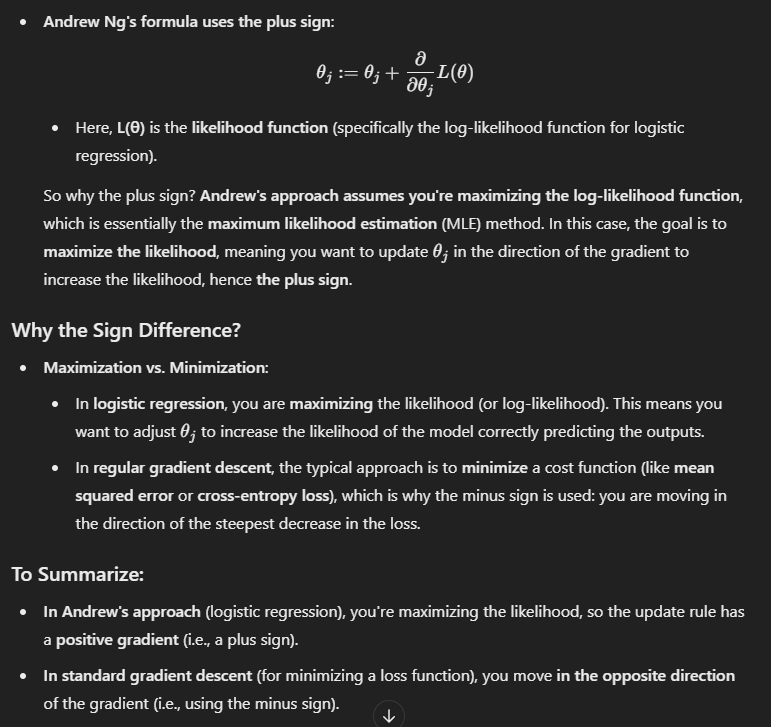 • Andrew Ng's formula uses the plus sign:
θⱼ := θⱼ + ∂/∂θⱼ L(θ)
• Here, L(θ) is the likelihood function (specifically the log-likelihood function for logistic
regression).
So why the plus sign? Andrew's approach assumes you're maximizing the log-likelihood function,
which is essentially the maximum likelihood estimation (MLE) method. In this case, the goal is to
maximize the likelihood, meaning you want to update θⱼ in the direction of the gradient to
increase the likelihood, hence the plus sign.
Why the Sign Difference?
• Maximization vs. Minimization:
• In logistic regression, you are maximizing the likelihood (or log-likelihood). This means you
want to adjust θⱼ to increase the likelihood of the model correctly predicting the outputs.
• In regular gradient descent, the typical approach is to minimize a cost function (like mean
squared error or cross-entropy loss), which is why the minus sign is used: you are moving in
the direction of the steepest decrease in the loss.
To Summarize:
• In Andrew's approach (logistic regression), you're maximizing the likelihood, so the update rule has
a positive gradient (i.e., a plus sign).
• In standard gradient descent (for minimizing a loss function), you move in the opposite direction
of the gradient (i.e., using the minus sign).